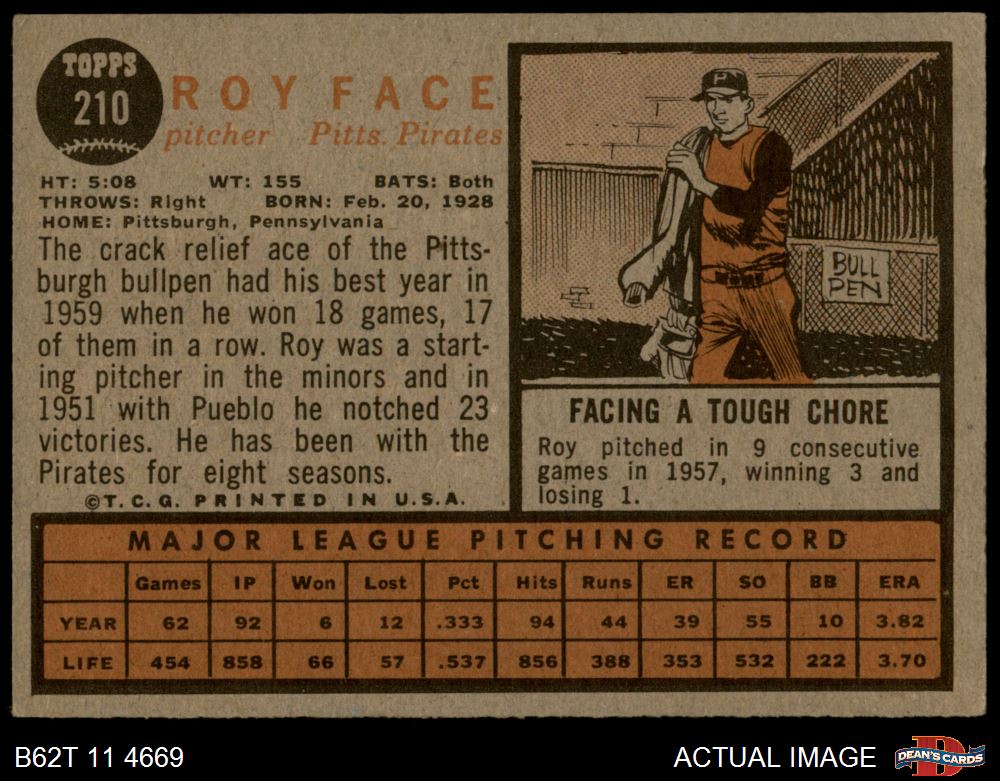 TOPPS
210
ROY FACE
pitcher Pitts. Pirates
HT: 5:08 WT: 155 BATS: Both
THROWS: Right BORN: Feb. 20, 1928
HOME: Pittsburgh, Pennsylvania
The crack relief ace of the Pitts-
burgh bullpen had his best year in
1959 when he won 18 games, 17
of them in a row. Roy was a start-
ing pitcher in the minors and in
1951 with Pueblo he notched 23
victories. He has been with the
Pirates for eight seasons.
©T.C.G. PRINTED IN U.S.A.
P
BULL
PEN
FACING A TOUGH CHORE
Roy pitched in 9 consecutive
games in 1957, winning 3 and
losing 1.
MAJOR LEAGUE PITCHING RECORD
Games IP Won Lost Pct Hits Runs ER SO BB ERA
YEAR 62 92 6 12 .333 94 44 39 55 10 3.82
LIFE 454 858 66 57 .537 856 388 353 532 222 3.70
B62T 11 4669 ACTUAL IMAGE
D
DEAN'S CARDS